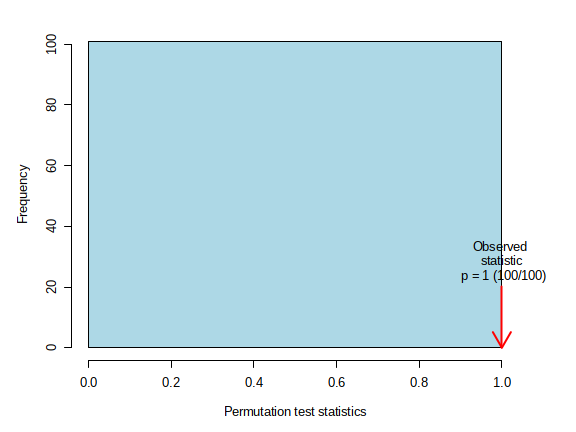 100
80
60
40
20
0
Frequency
Observed
statistic
p = 1 (100/100)
0.0 0.2 0.4 0.6 0.8 1.0
Permutation test statistics